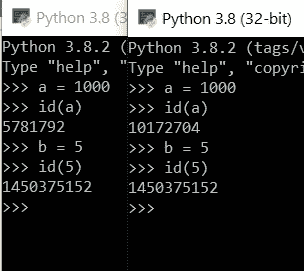 Python 3.8 (3
Python 3.8.2 (
Type "help", "
>>> a = 1000
>>> id(a)
5781792
>>> b = 5
>>> id(5)
1450375152
>>>
Python 3.8 (32-bit)
Python 3.8.2 (tags/v
Type "help", "copyri
>>> a = 1000
>>> id(a)
10172704
>>> b = 5
>>> id(5)
1450375152
>>>